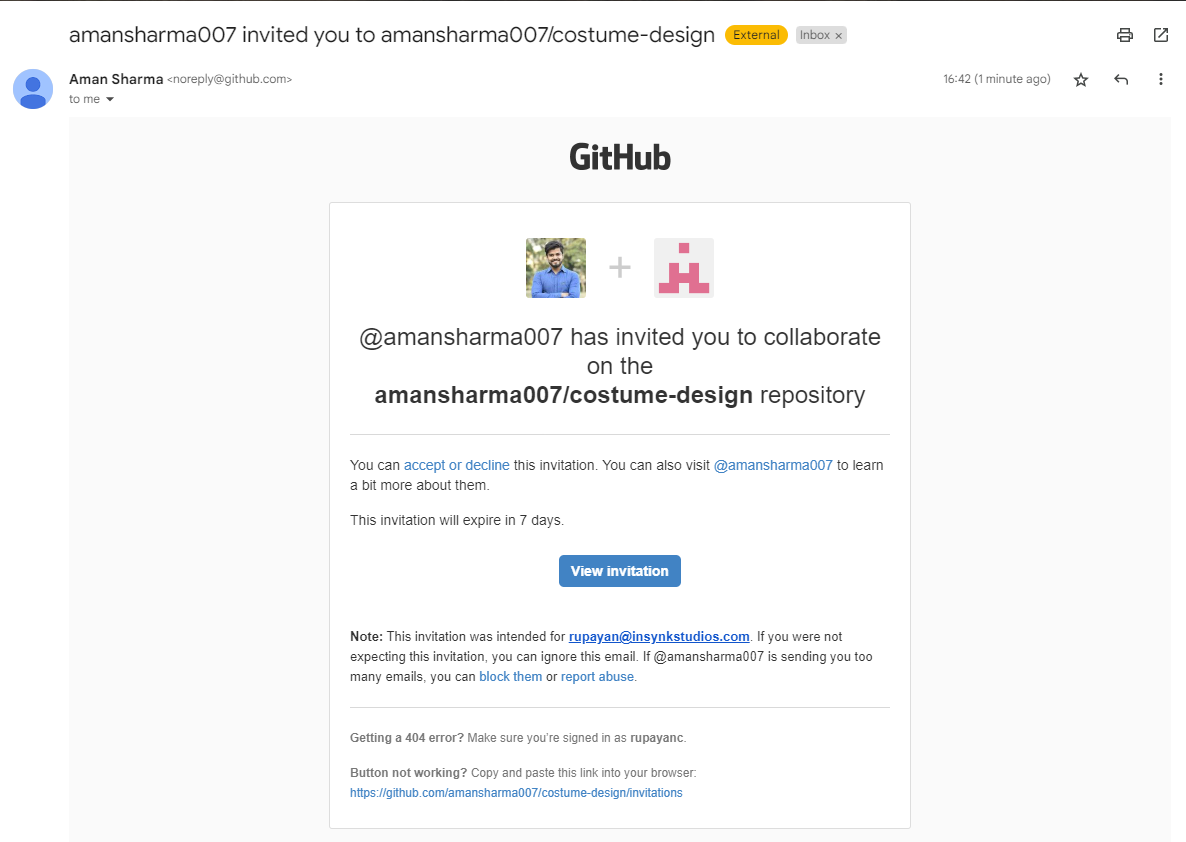 amansharma007 invited you to amansharma007/costume-design External Inbox ×
Aman Sharma <noreply@github.com> 16:42 (1 minute ago)
to me
GitHub
@amansharma007 has invited you to collaborate
on the
amansharma007/costume-design repository
You can accept or decline this invitation. You can also visit @amansharma007 to learn
a bit more about them.
This invitation will expire in 7 days.
View invitation
Note: This invitation was intended for rupayan@insynkstudios.com. If you were not
expecting this invitation, you can ignore this email. If @amansharma007 is sending you too
many emails, you can block them or report abuse.
Getting a 404 error? Make sure you’re signed in as rupayanc.
Button not working? Copy and paste this link into your browser:
https://github.com/amansharma007/costume-design/invitations